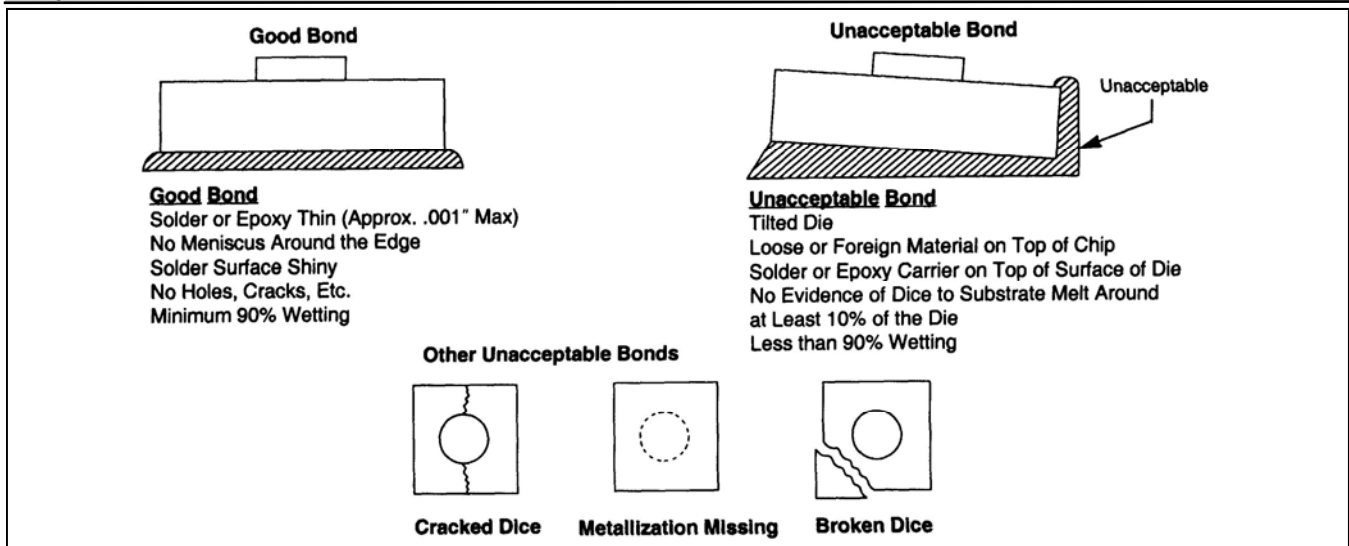 Good Bond
Unacceptable Bond
Unacceptable
Good Bond
Solder or Epoxy Thin (Approx. .001" Max)
No Meniscus Around the Edge
Solder Surface Shiny
No Holes, Cracks, Etc.
Minimum 90% Wetting
Unacceptable Bond
Tilted Die
Loose or Foreign Material on Top of Chip
Solder or Epoxy Carrier on Top of Surface of Die
No Evidence of Dice to Substrate Melt Around
at Least 10% of the Die
Less than 90% Wetting
Other Unacceptable Bonds
Cracked Dice
Metallization Missing
Broken Dice